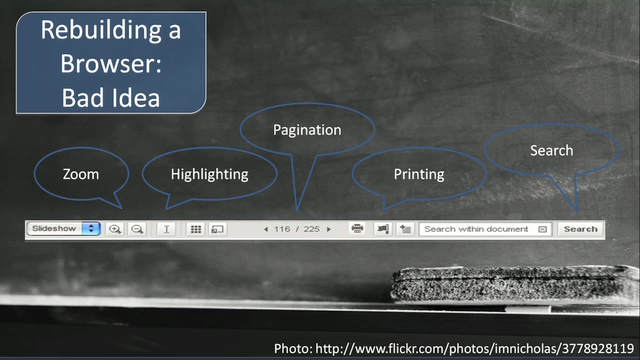 Rebuilding a
Browser:
Bad Idea
Pagination
Search
Zoom
Highlighting
Printing
Slideshow
116 / 225
Search within document
Search
Photo: http://www.flickr.com/photos/imnicholas/3778928119